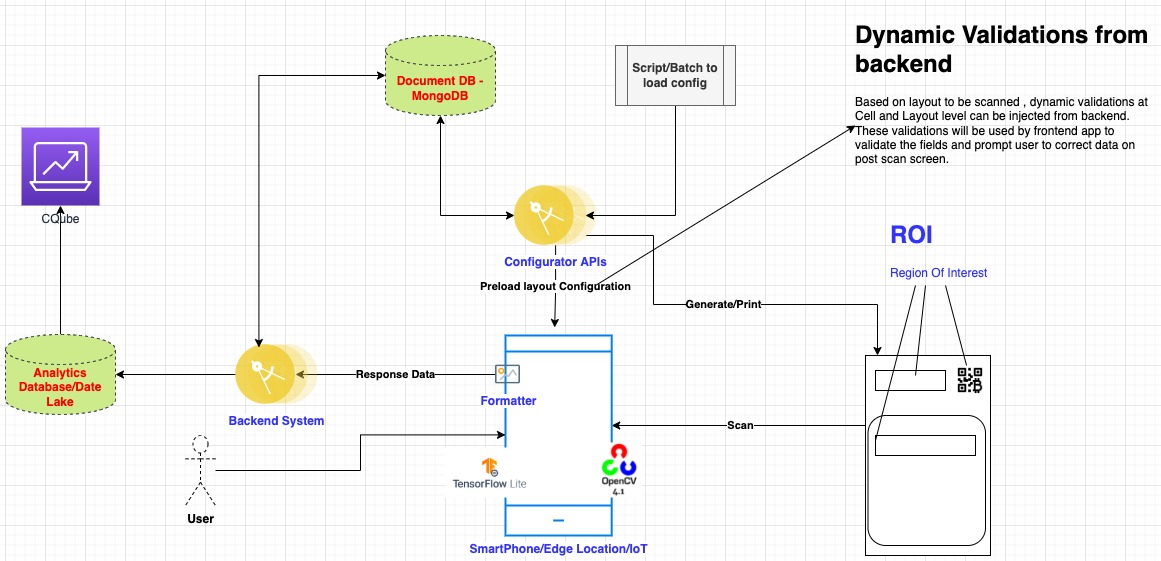 Dynamic Validations from
backend
Based on layout to be scanned , dynamic validations at
Cell and Layout level can be injected from backend.
These validations will be used by frontend app to
validate the fields and prompt user to correct data on
post scan screen.
Document DB -
MongoDB
Script/Batch to
load config
CQube
Configurator APIs
Preload layout Configuration
ROI
Region Of Interest
Generate/Print
Analytics
Database/Date
Lake
Backend System
Response Data
Formatter
Scan
User
TensorFlow Lite
OpenCV
4.1
SmartPhone/Edge Location/IoT